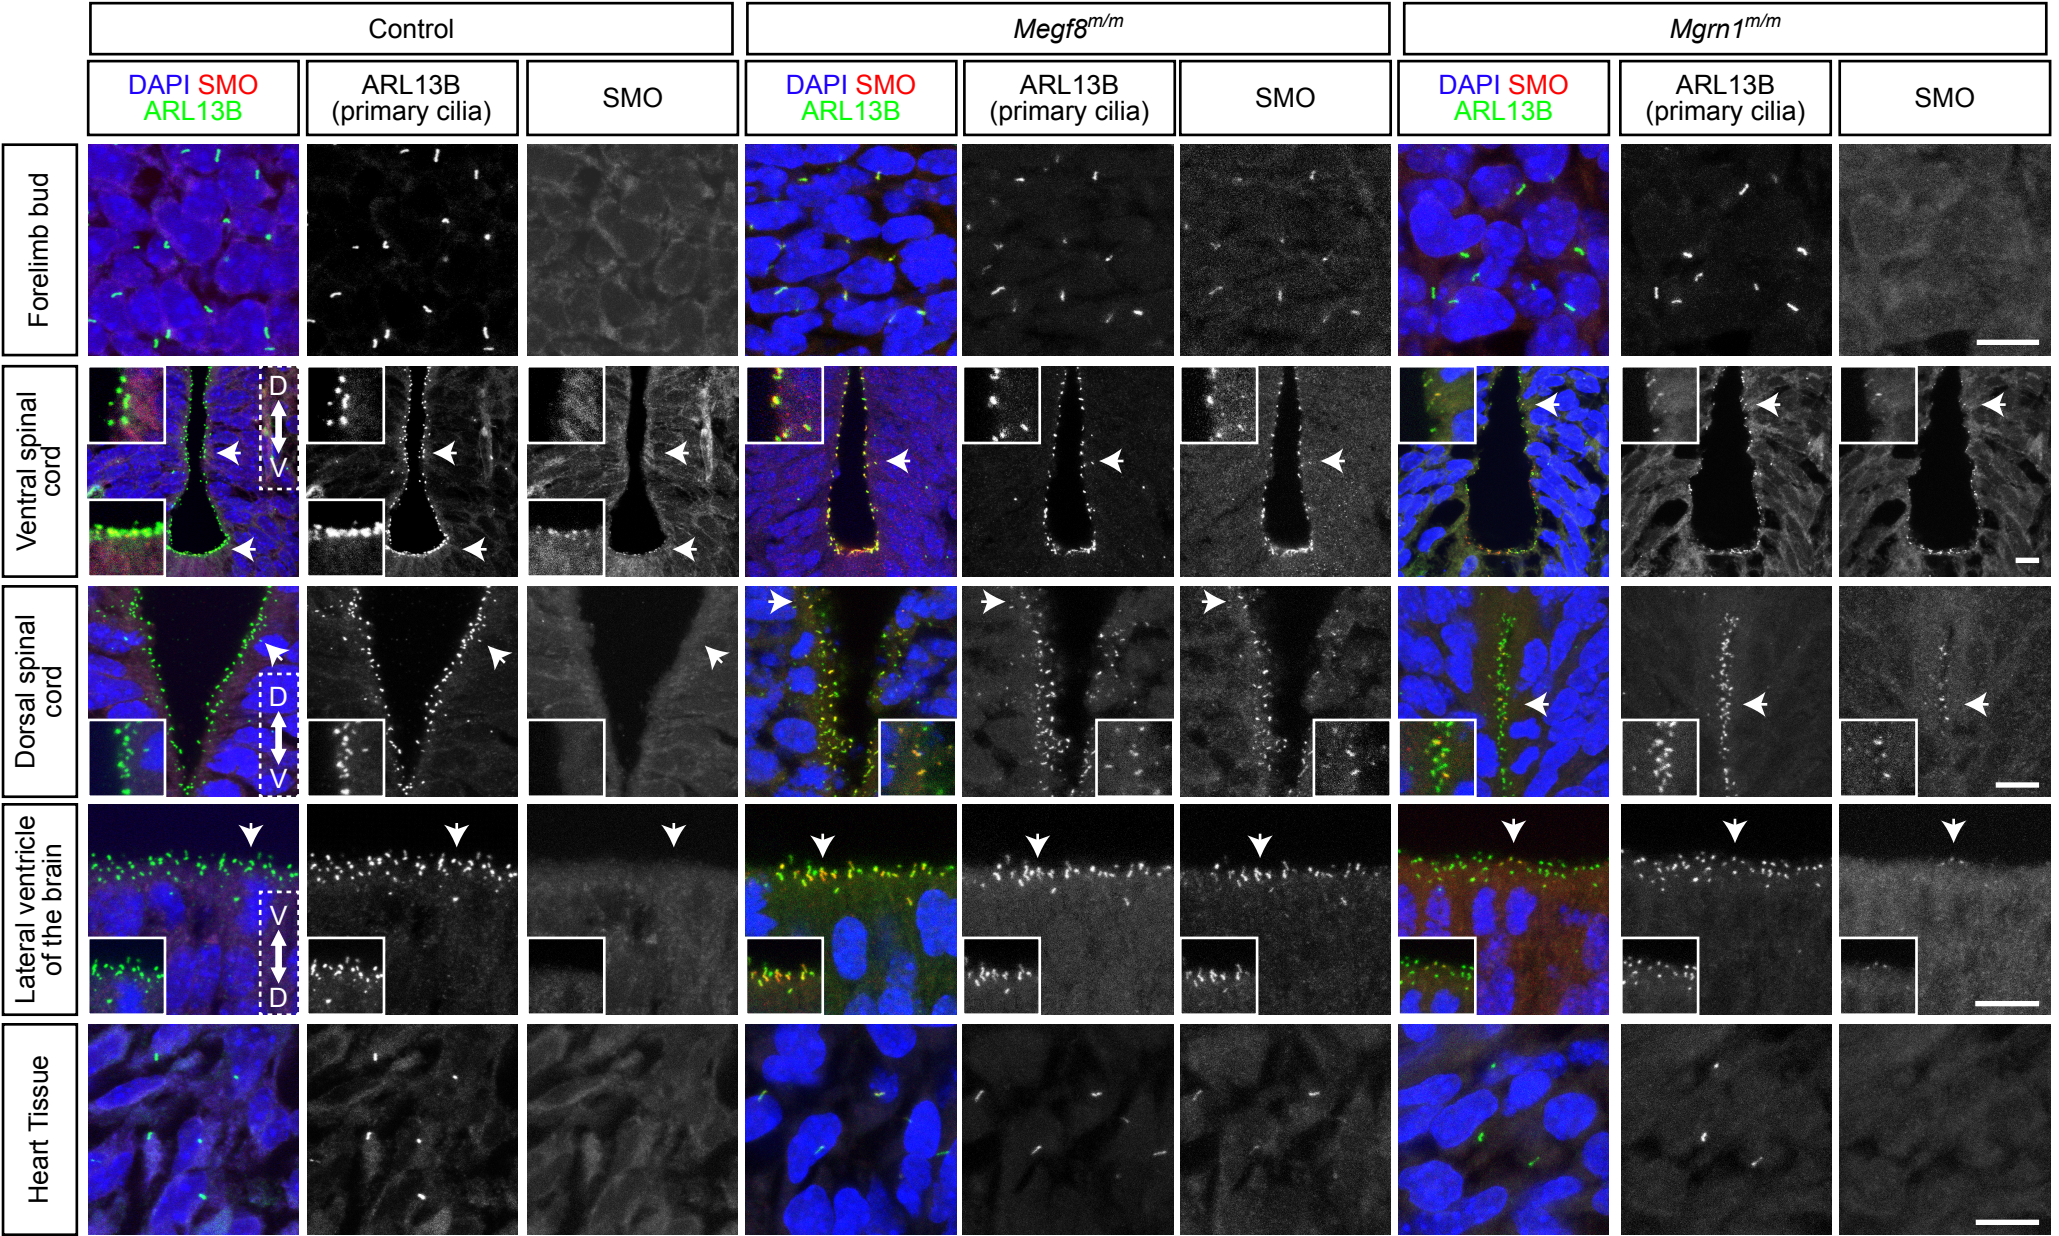 Control
Megf8m/m
Mgrn1m/m
DAPI SMO
ARL13B
ARL13B
(primary cilia)
SMO
DAPI SMO
ARL13B
ARL13B
(primary cilia)
SMO
DAPI SMO
ARL13B
ARL13B
(primary cilia)
SMO
Forelimb bud
Ventral spinal
cord
D
V
Dorsal spinal
cord
D
V
Lateral ventricle
of the brain
V
D
Heart Tissue